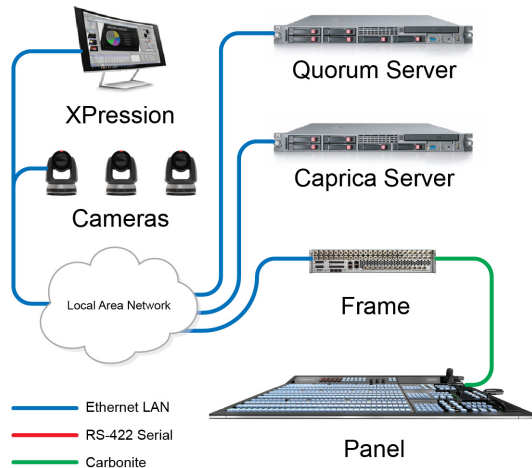 Quorum Server
XPression
Caprica Server
Cameras
Local Area Network
Frame
Ethernet LAN
RS-422 Serial
Carbonite
Panel